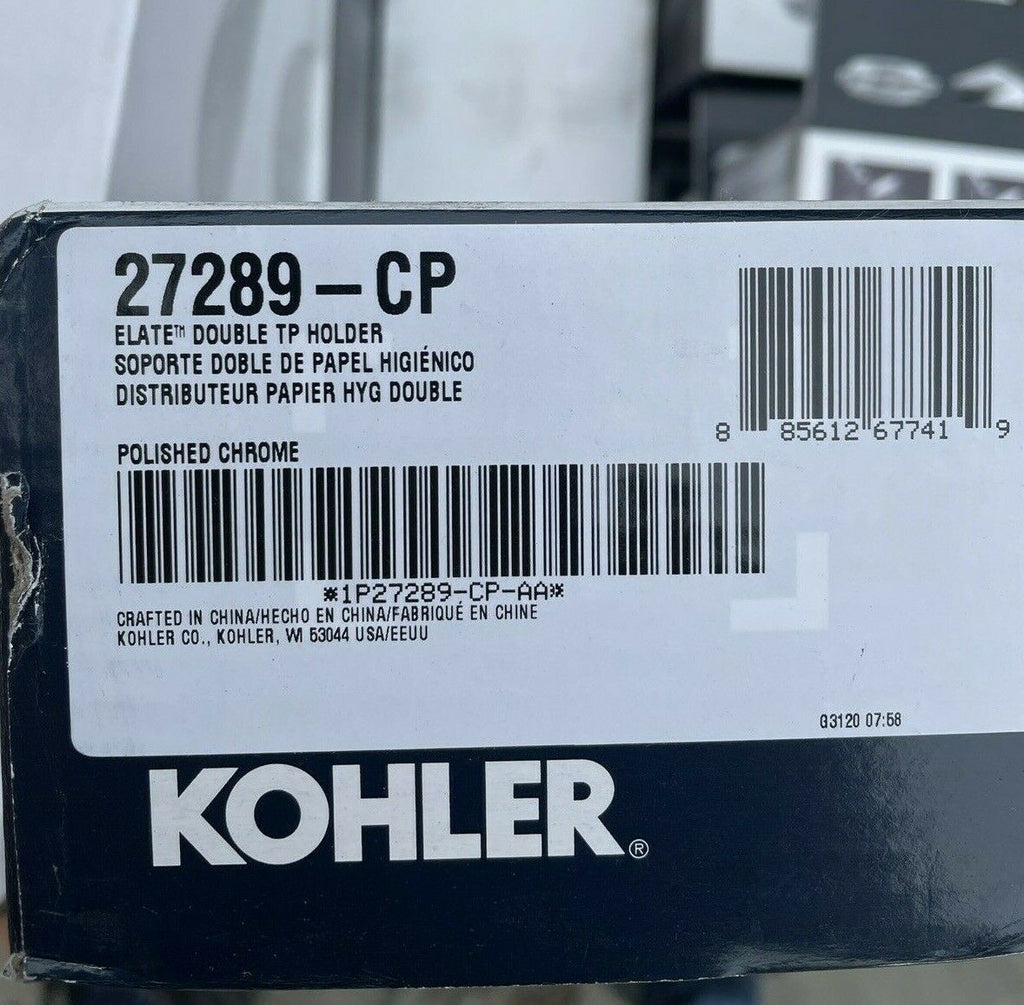 27289-CP
ELATE™ DOUBLE TP HOLDER
SOPORTE DOBLE DE PAPEL HIGIÉNICO
DISTRIBUTEUR PAPIER HYG DOUBLE
8 85612 67741 9
POLISHED CHROME
*1P27289-CP-AA*
CRAFTED IN CHINA/HECHO EN CHINA/FABRIQUÉ EN CHINE
KOHLER CO., KOHLER, WI 53044 USA/EEUU
G3120 07:58
KOHLER®